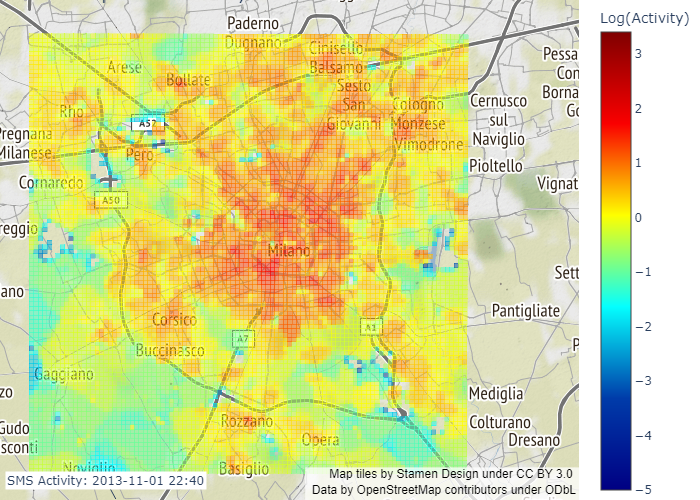 Log(Activity)
Paderno
Dugnano
Cinisello
Balsamo
Arese
Bollate
Sesto
San
Giovanni
Cologno
Monzese
Vimodrone
Rho
A52
Pero
Pregnana
Milanese
Cornaredo
A50
reggio
ano
Pessa
Con
Borna
Go
Cernusco
sul
Naviglio
Pioltello
Vignat
Milano
Sett
Pantigliate
P
Corsico
A7
A1
Buccinasco
Gaggiano
zo
Gudo
sconti
Rozzano
Opera
Mediglia
Colturano
Dresano
Noviglio
Basiglio
3
2
1
0
−1
−2
−3
−4
−5
SMS Activity: 2013-11-01 22:40
Map tiles by Stamen Design under CC BY 3.0
Data by OpenStreetMap contributors under ODbL